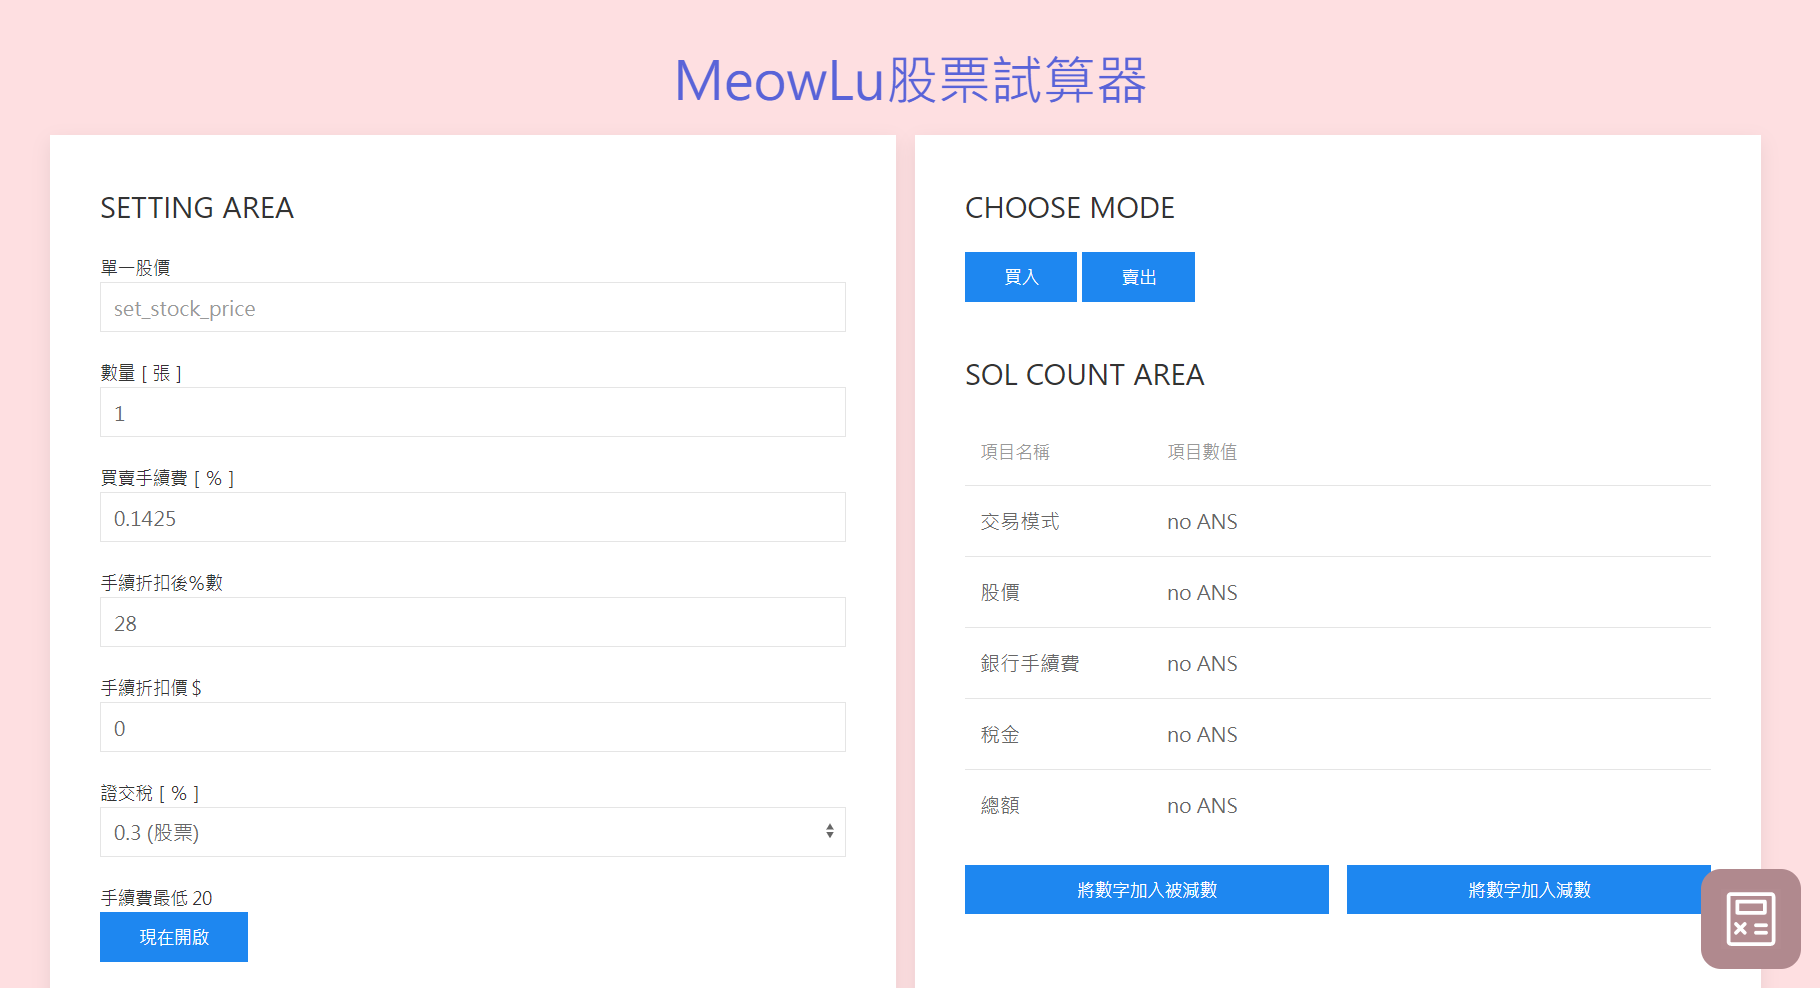 MeowLu股票試算器
SETTING AREA
單一股價
set_stock_price
數量 [ 張 ]
1
買賣手續費 [ % ]
0.1425
手續折扣後%數
28
手續折扣價 $
0
證交稅 [ % ]
0.3 (股票)
手續費最低 20
現在開啟
CHOOSE MODE
買入 賣出
SOL COUNT AREA
項目名稱 項目數值
交易模式 no ANS
股價 no ANS
銀行手續費 no ANS
稅金 no ANS
總額 no ANS
將數字加入被減數 將數字加入減數